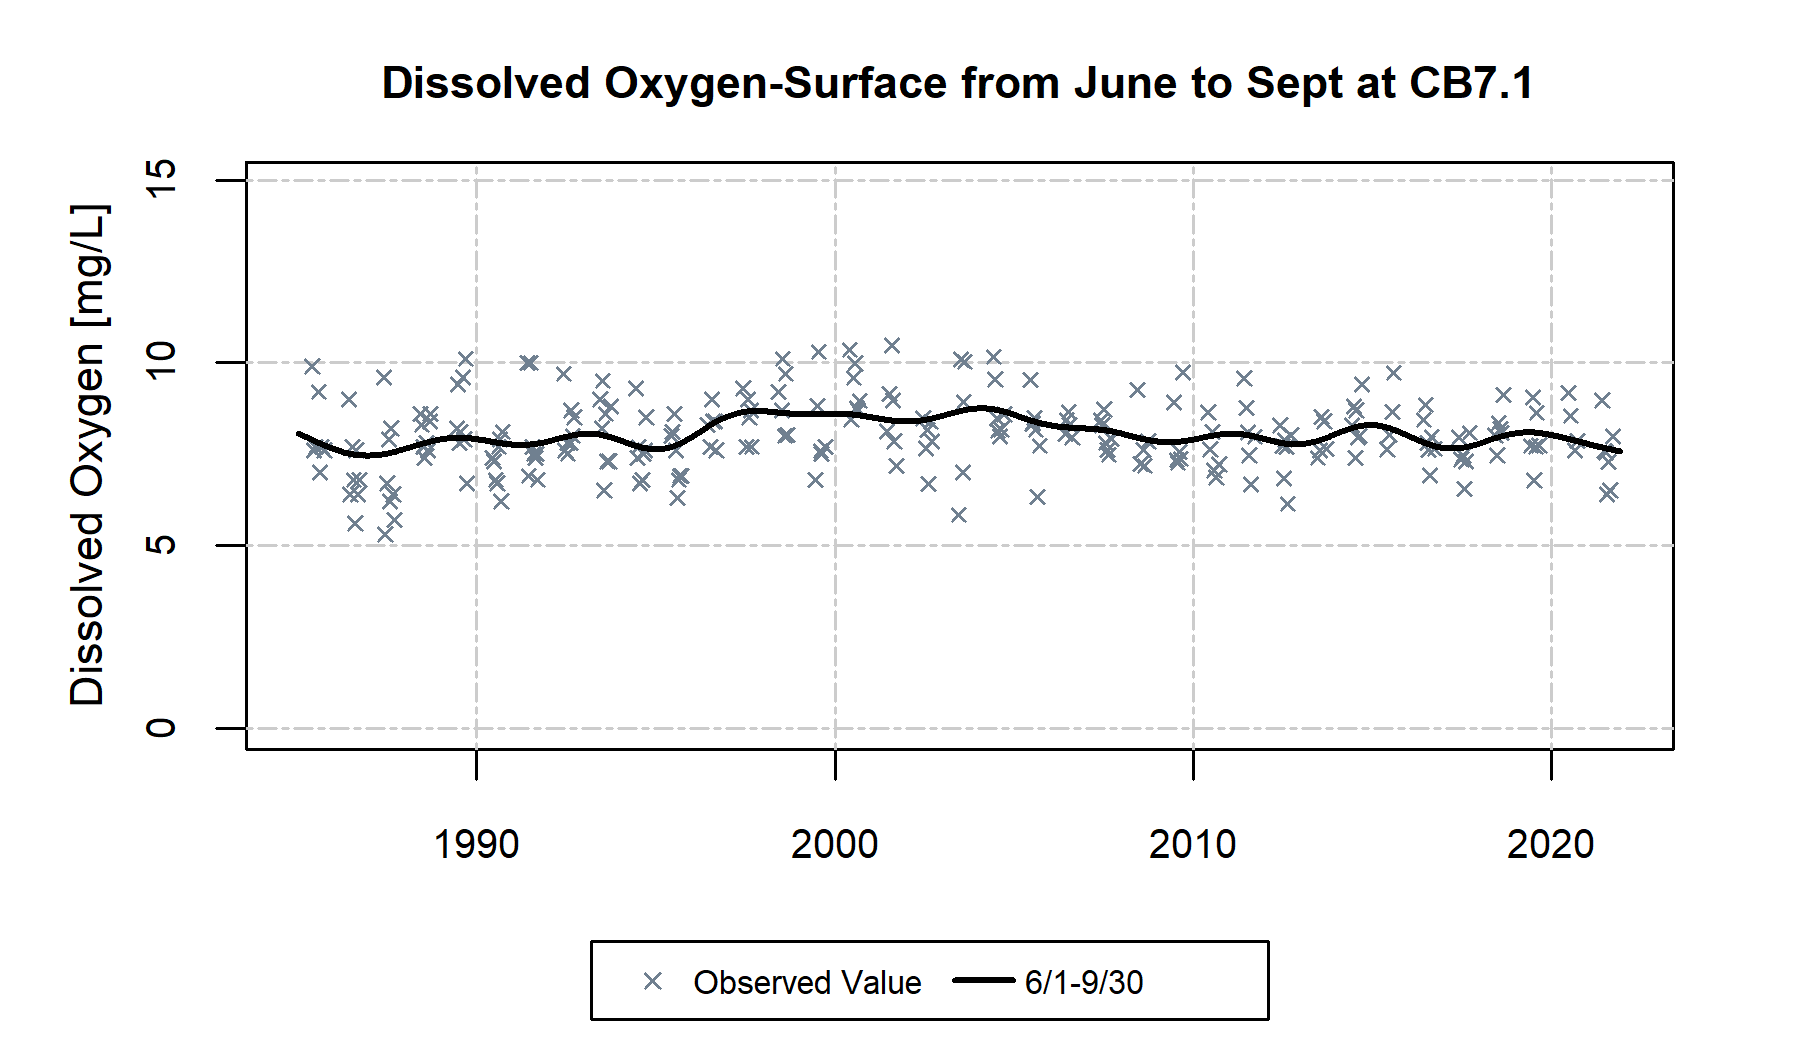 Dissolved Oxygen-Surface from June to Sept at CB7.1
Dissolved Oxygen [mg/L]
15
10
5
0
1990 2000 2010 2020
Observed Value 6/1-9/30